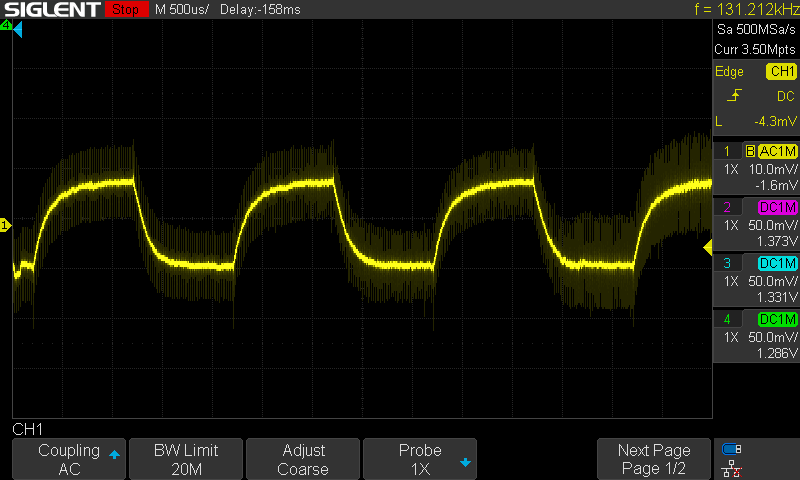 SIGLENT Stop M 500us/ Delay:-158ms f = 131.212kHz
4
Sa 500MSa/s
Curr 3.50Mpts
Edge CH1
DC
L -4.3mV
1 B AC1M
1X 10.0mV/
-1.6mV
2 DC1M
1X 50.0mV/
1.373V
3 DC1M
1X 50.0mV/
1.331V
4 DC1M
1X 50.0mV/
1.286V
1
CH1
Coupling
AC
BW Limit
20M
Adjust
Coarse
Probe
1X
Next Page
Page 1/2